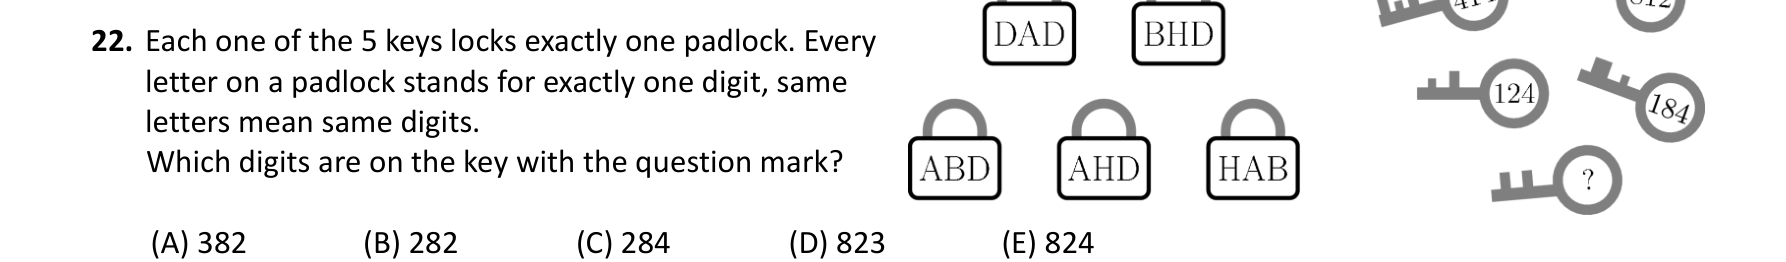 22. Each one of the 5 keys locks exactly one padlock. Every
letter on a padlock stands for exactly one digit, same
letters mean same digits.
Which digits are on the key with the question mark?
DAD
BHD
ABD
AHD
HAB
124
184
?
(A) 382
(B) 282
(C) 284
(D) 823
(E) 824